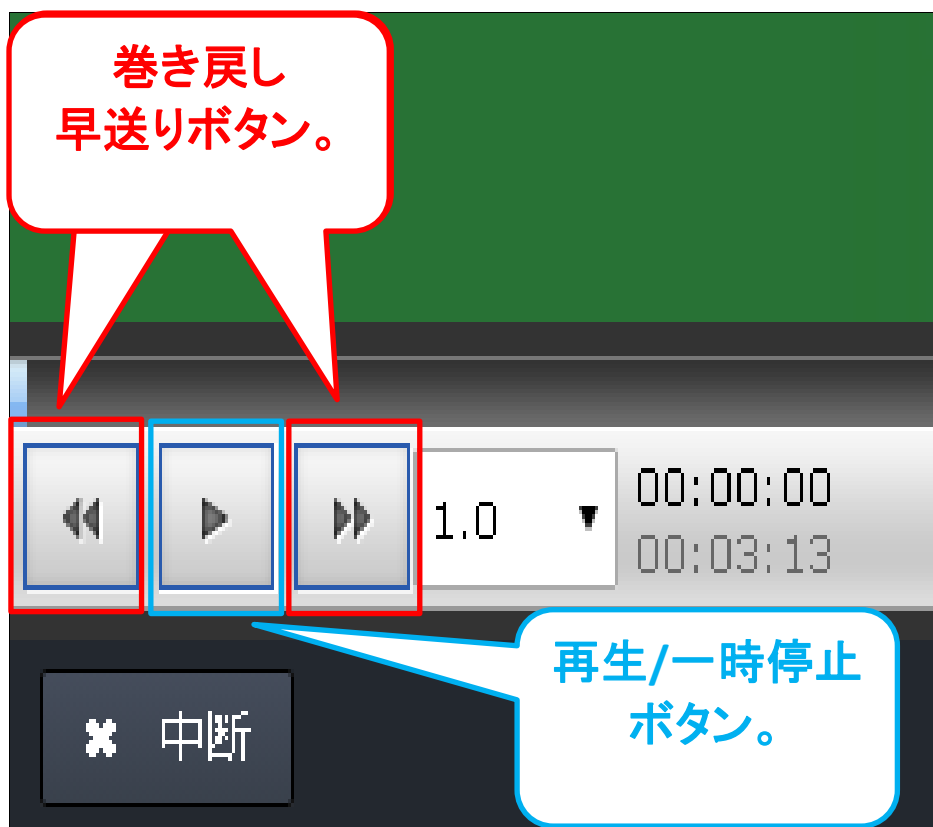 巻き戻し
早送りボタン。
1.0
00:00:00
00:03:13
再生/一時停止
ボタン。
中断